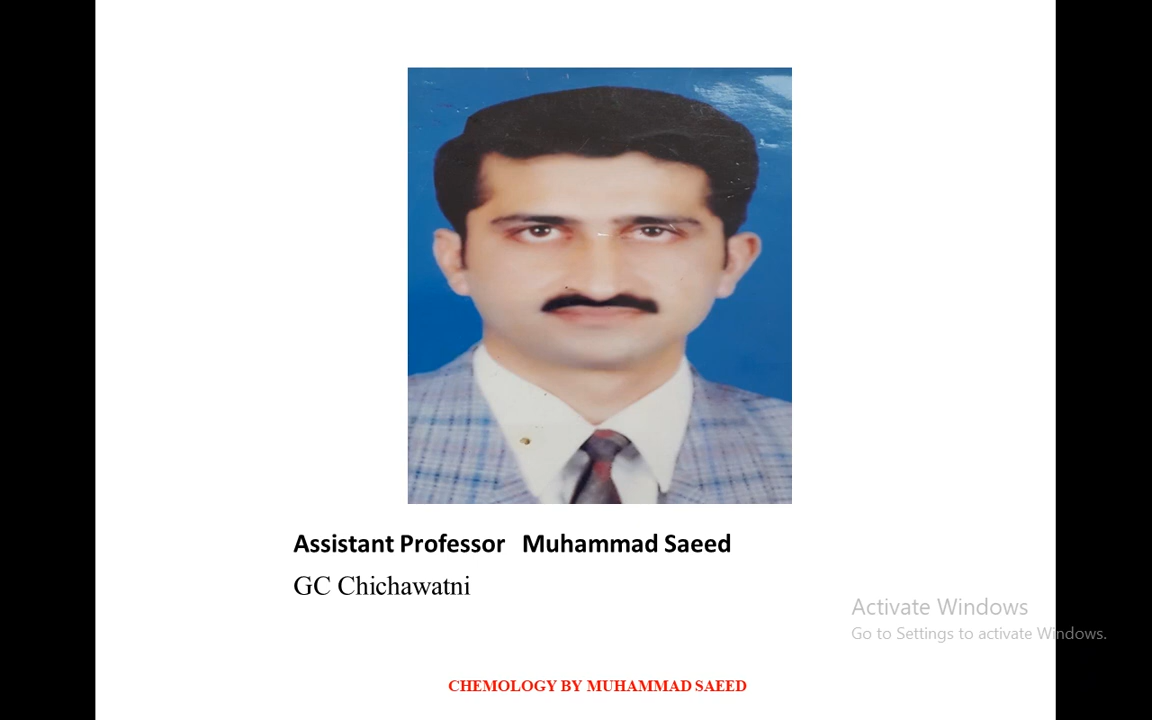 Assistant Professor Muhammad Saeed
GC Chichawatni
Activate Windows
Go to Settings to activate Windows.
CHEMOLOGY BY MUHAMMAD SAEED